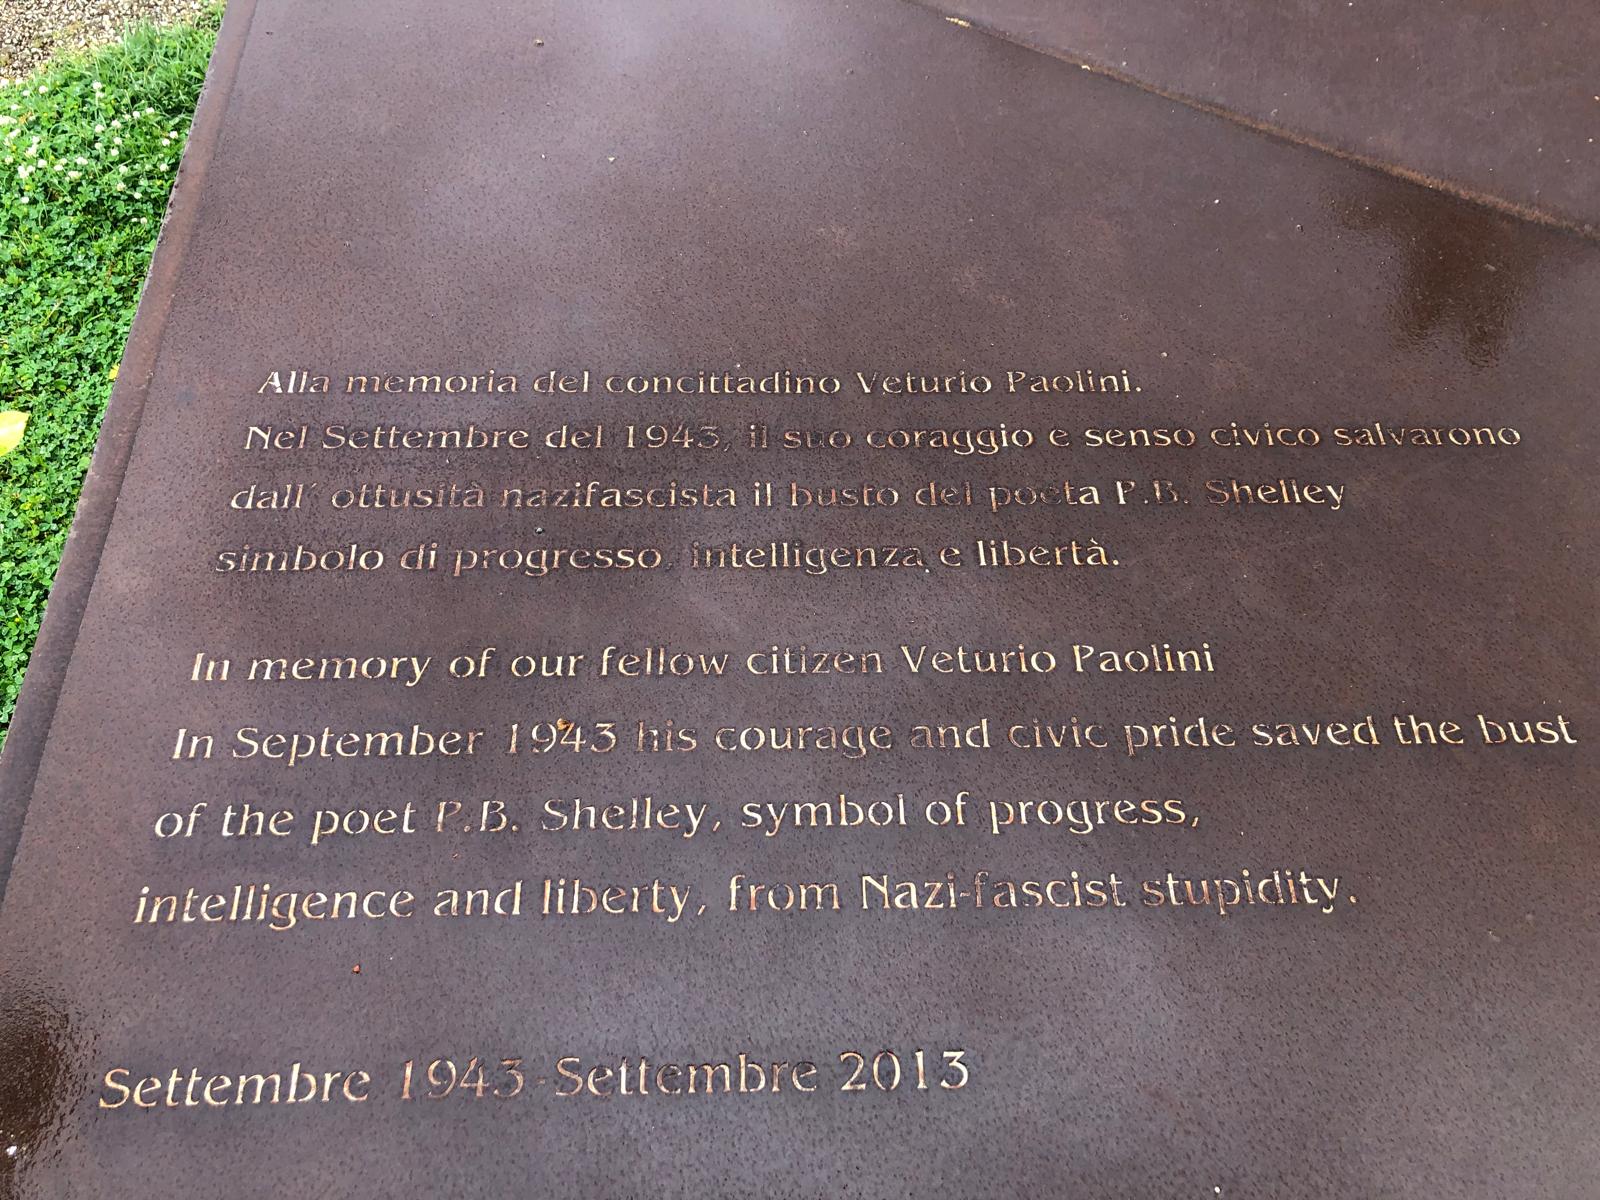 Alla memoria del concittadino Veturio Paolini.
Nel Settembre del 1943, il suo coraggio e senso civico salvarono
dall' ottusità nazifascista il busto del poeta P.B. Shelley
simbolo di progresso, intelligenza e libertà.
In memory of our fellow citizen Veturio Paolini
In September 1943 his courage and civic pride saved the bust
of the poet P.B. Shelley, symbol of progress,
intelligence and liberty, from Nazi-fascist stupidity.
Settembre 1943-Settembre 2013